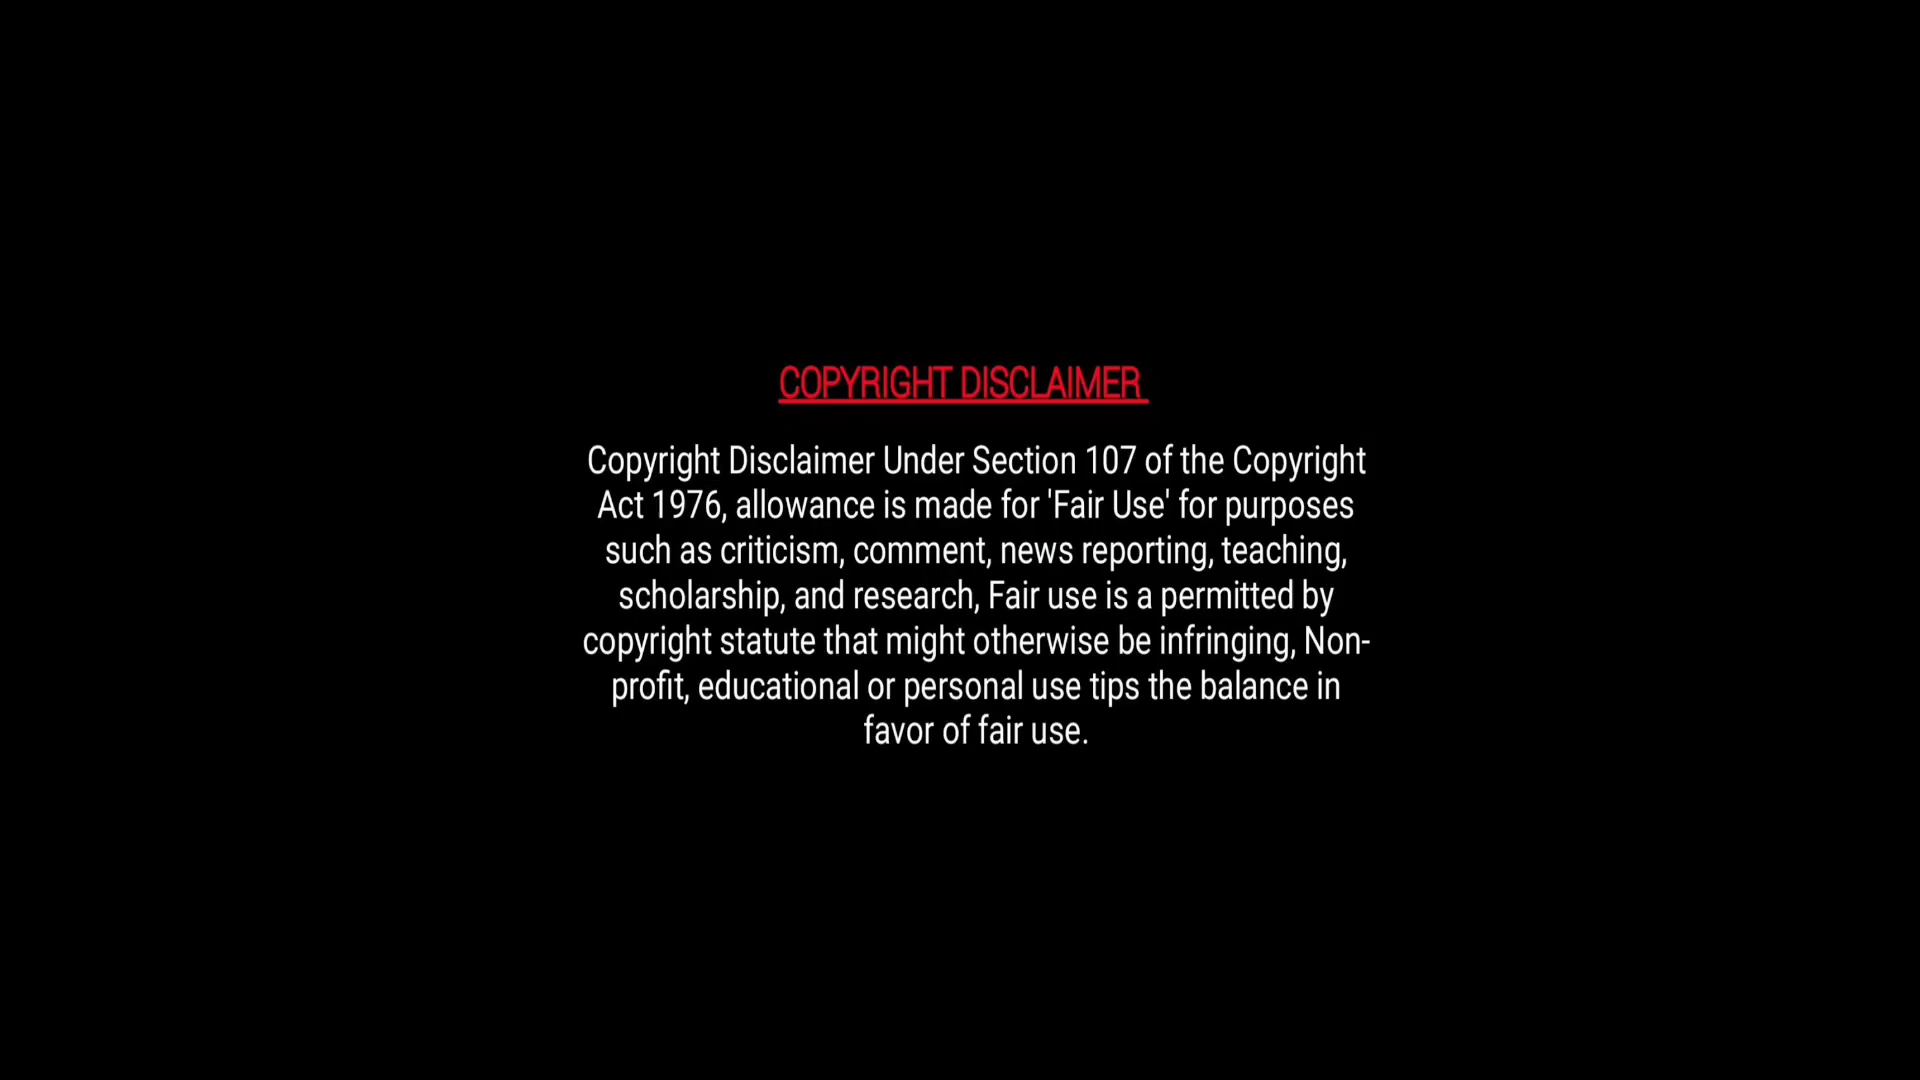 COPYRIGHT DISCLAIMER
Copyright Disclaimer Under Section 107 of the Copyright
Act 1976, allowance is made for 'Fair Use' for purposes
such as criticism, comment, news reporting, teaching,
scholarship, and research, Fair use is a permitted by
copyright statute that might otherwise be infringing, Non-
profit, educational or personal use tips the balance in
favor of fair use.